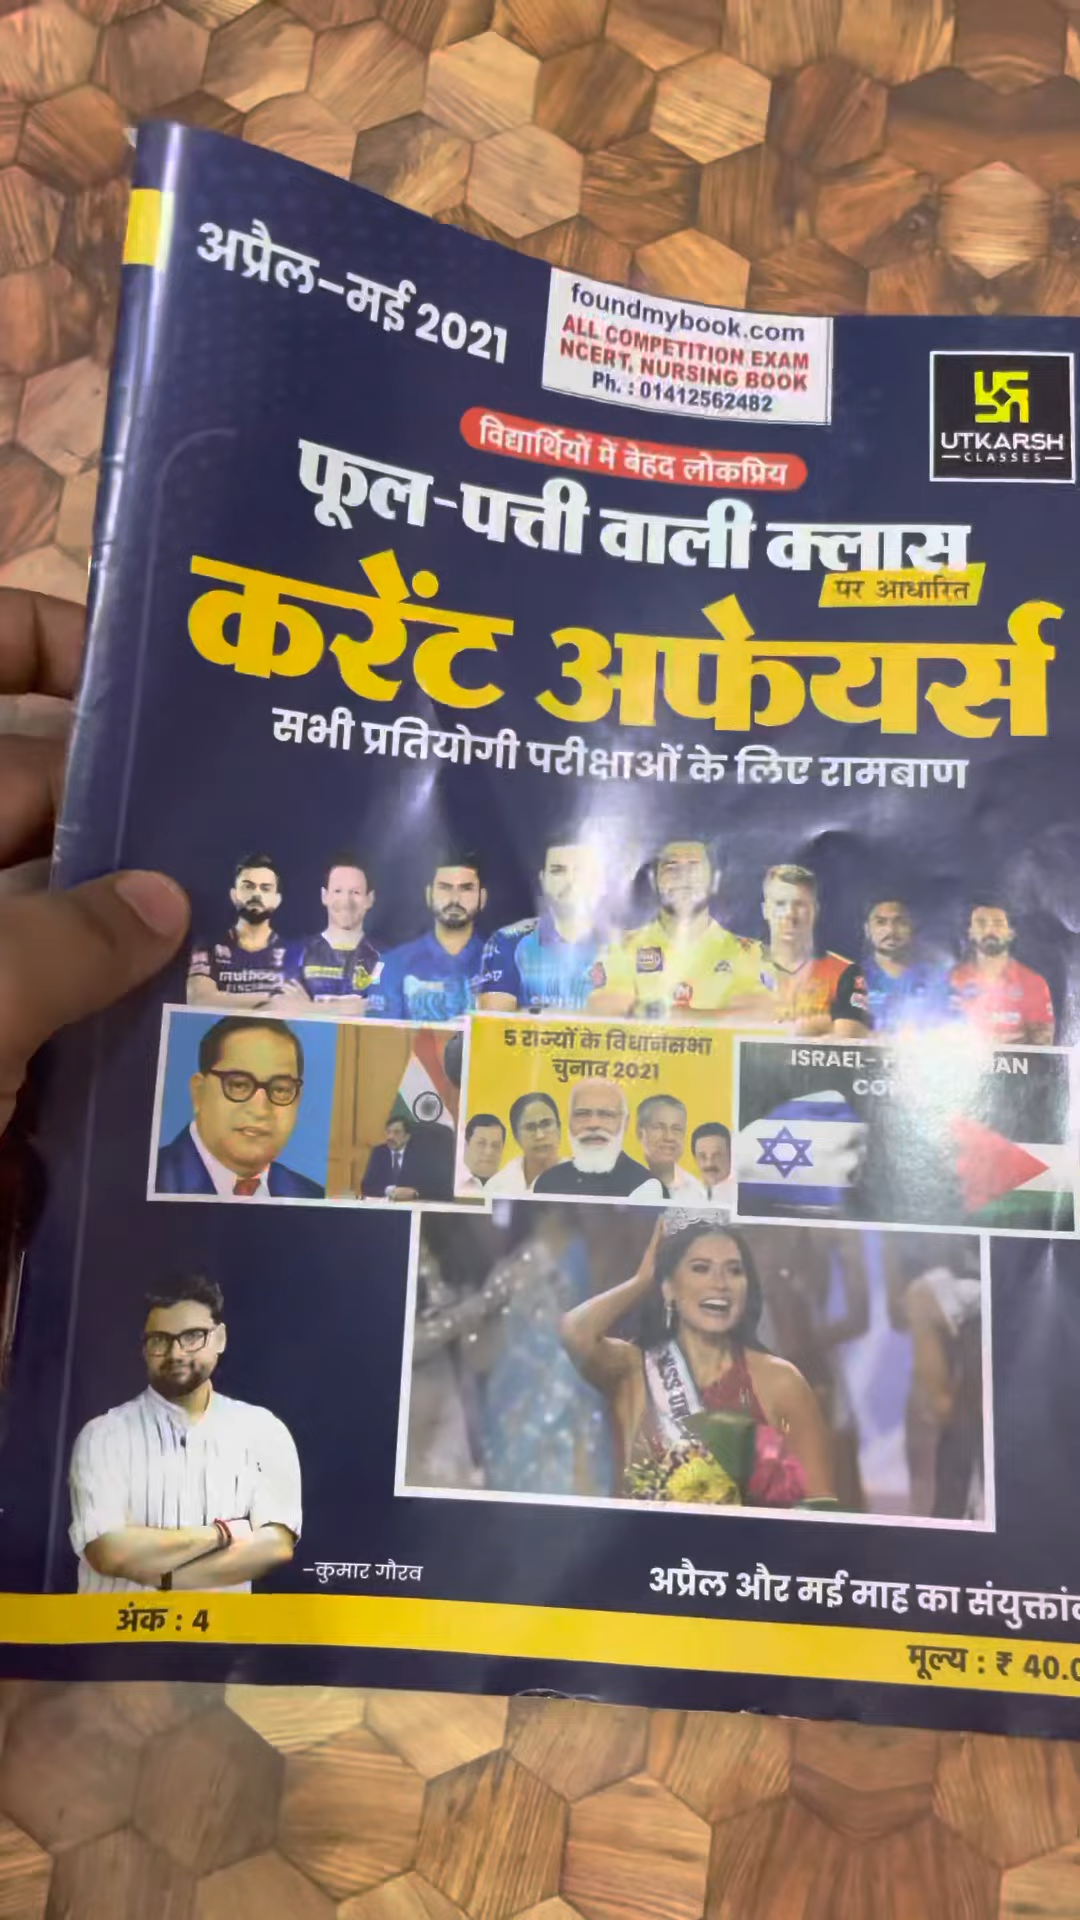 अप्रैल-मई 2021
foundmybook.com
ALL COMPETITION EXAM
NCERT, NURSING BOOK
Ph. : 01412562482
UTKARSH
CLASSES
विद्यार्थियों में बेहद लोकप्रिय
फूल-पत्ती वाली क्लास
पर आधारित
करेंट अफेयर्स
सभी प्रतियोगी परीक्षाओं के लिए रामबाण
5 राज्यों के विधानसभा
चुनाव 2021
ISRAEL-
MISS UN
-कुमार गौरव
अप्रैल और मई माह का
अंक : 4
मूल्य : ₹ 40.0